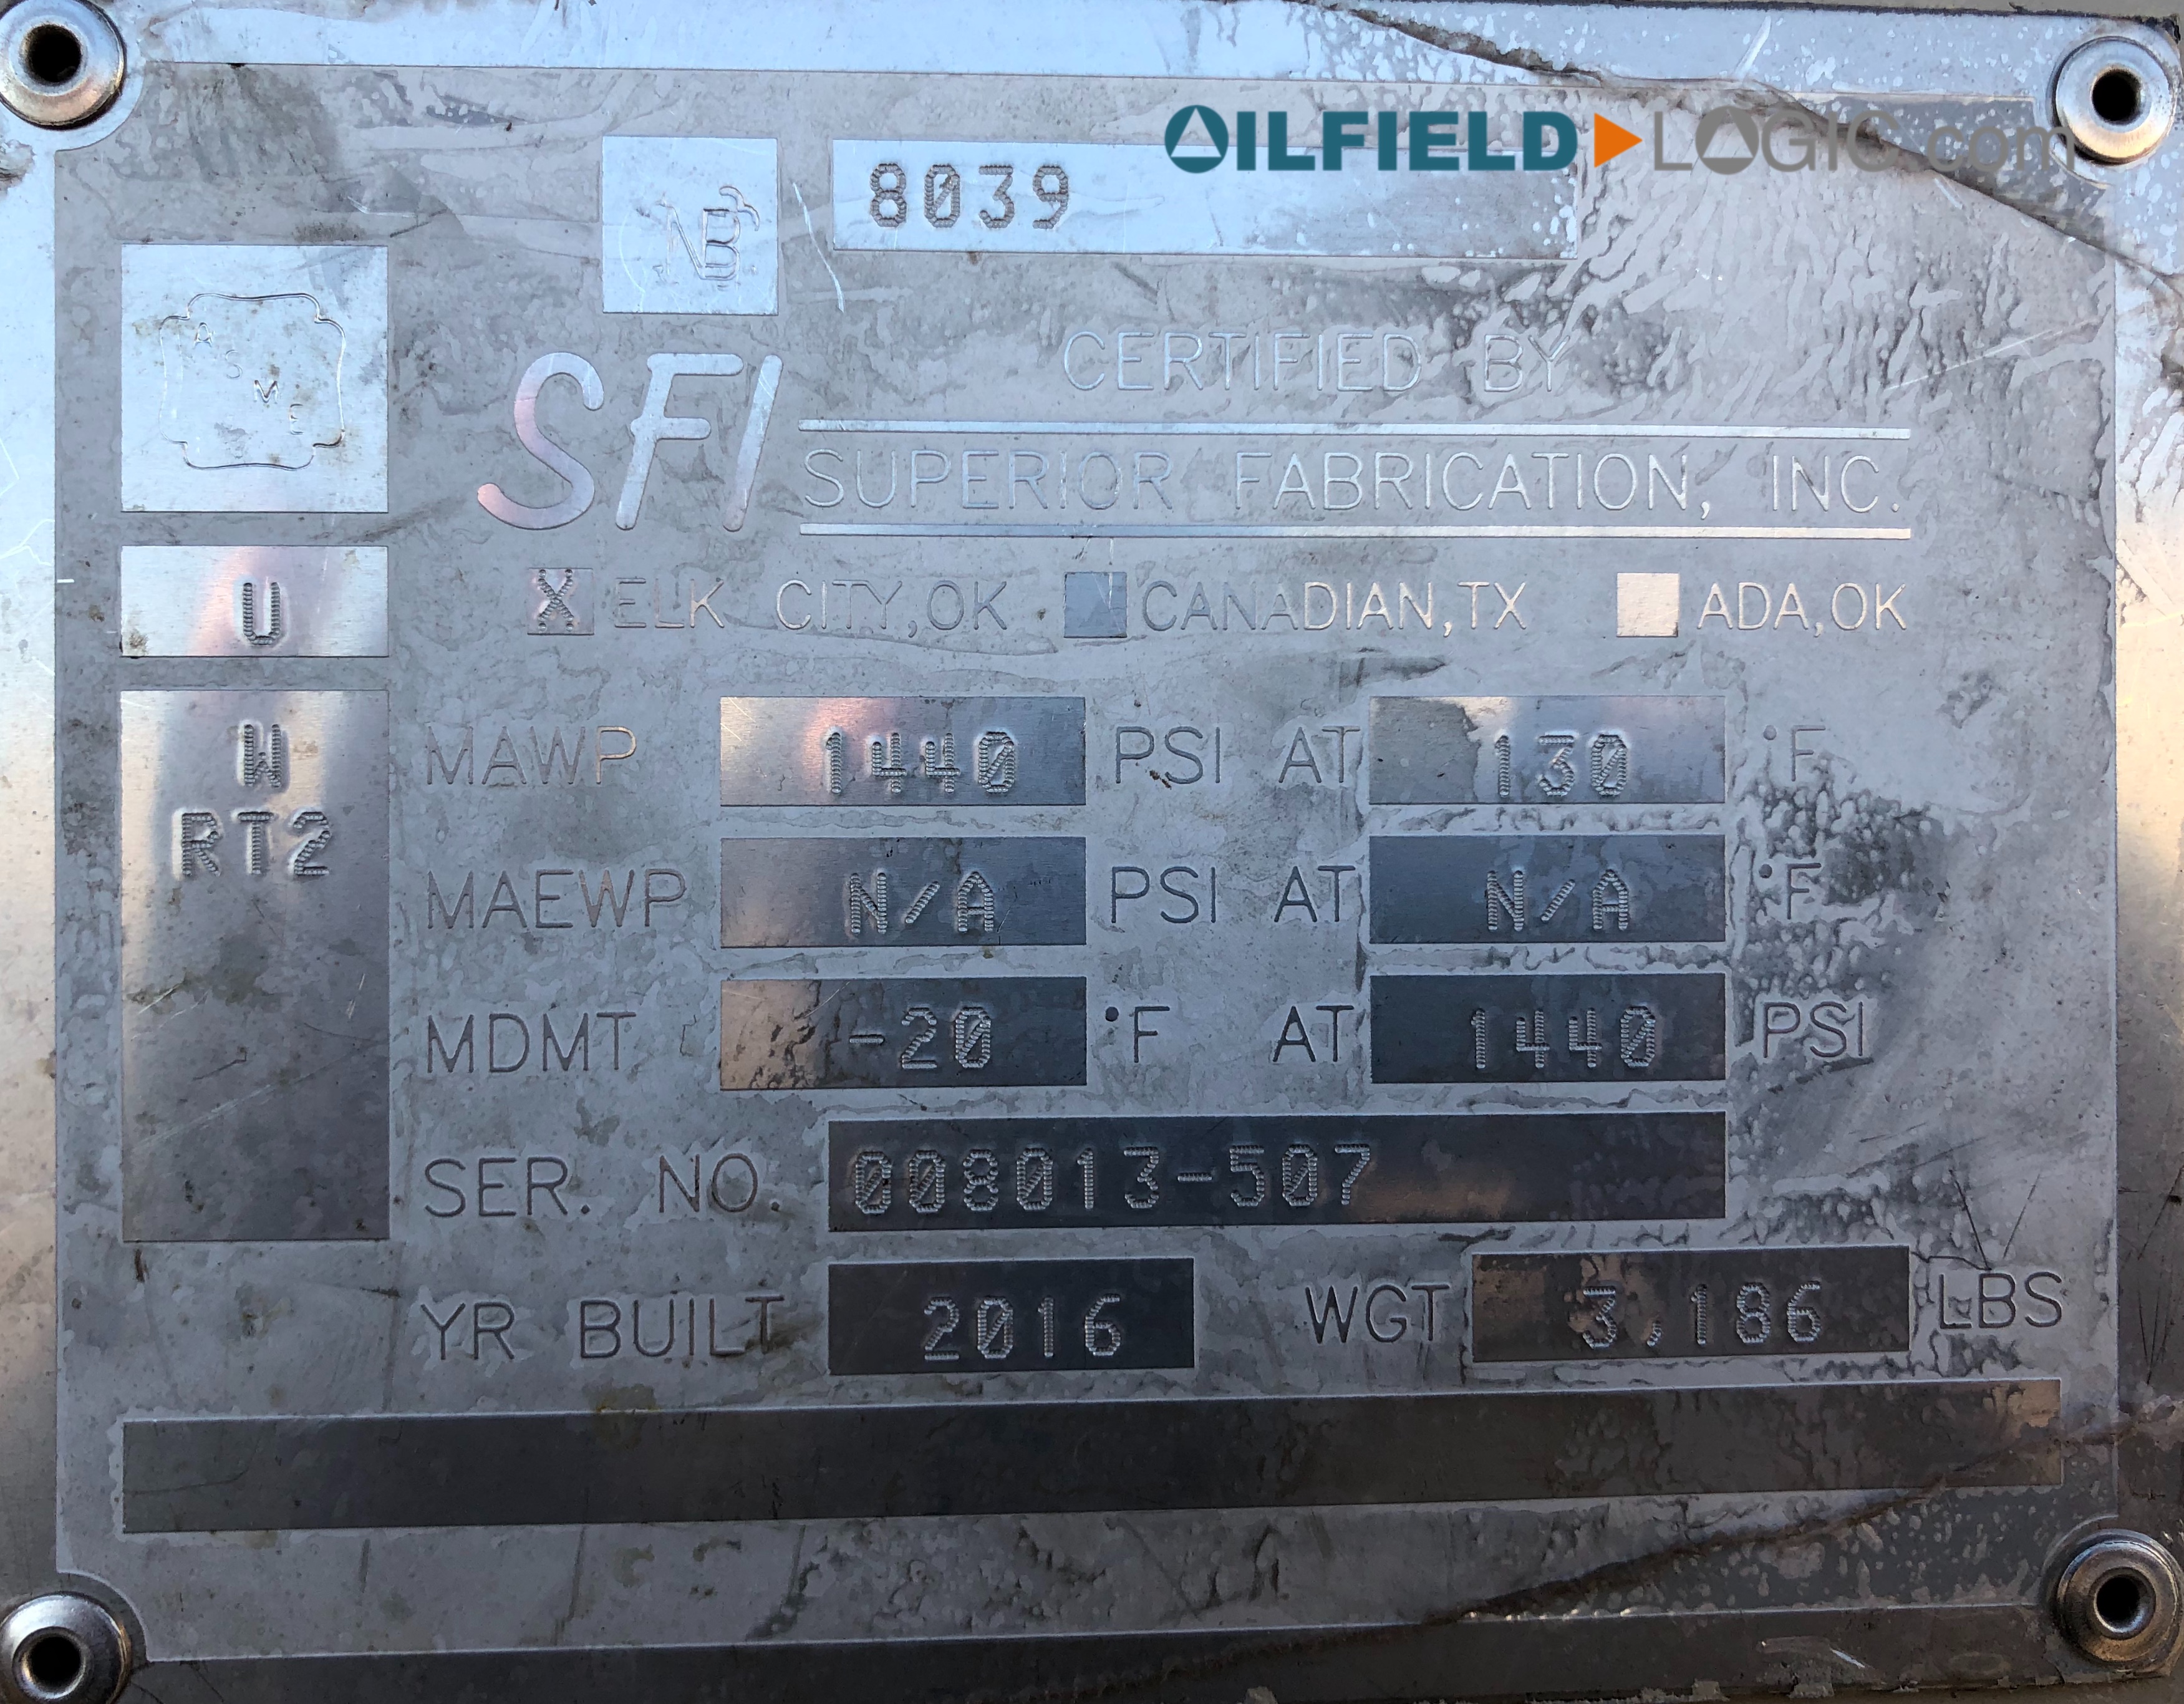 OILFIELD LOGIC.com
NB 8039
ASME
CERTIFIED BY
SFI SUPERIOR FABRICATION, INC.
U
X ELK CITY, OK CANADIAN, TX ADA, OK
W
RT2
MAWP 1440 PSI AT 130 °F
MAEWP N/A PSI AT N/A °F
MDMT -20 °F AT 1440 PSI
SER. NO. 008013-507
YR BUILT 2016 WGT 3,186 LBS